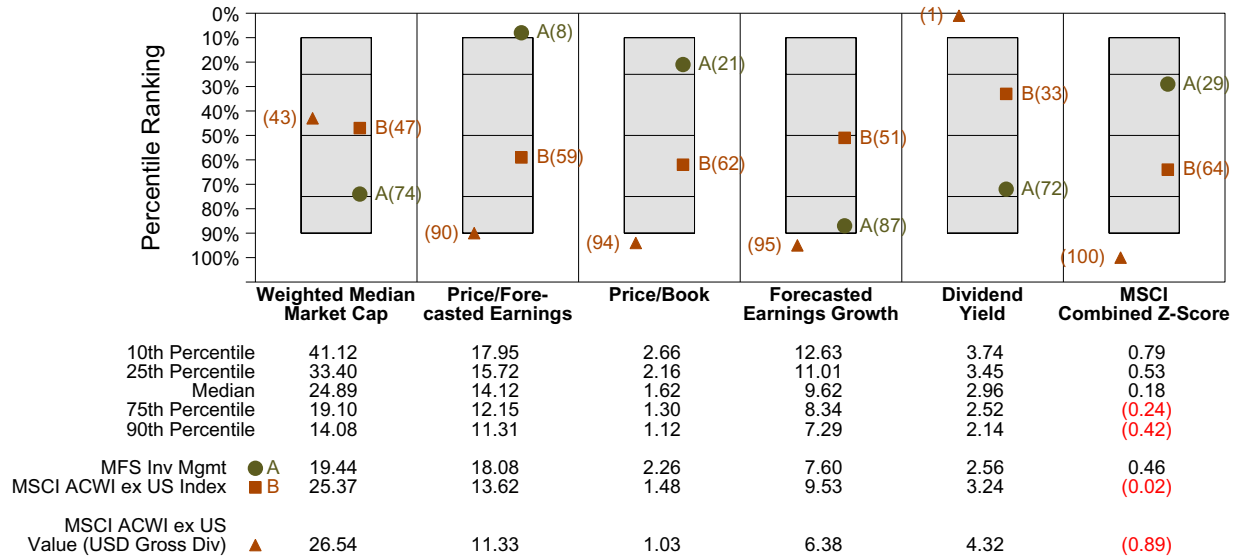 Percentile Ranking
0%
10%
20%
30%
40%
50%
60%
70%
80%
90%
100%
(43)
B(47)
A(74)
A(8)
B(59)
(90)
A(21)
B(62)
(94)
B(51)
A(87)
(95)
(1)
B(33)
A(72)
A(29)
B(64)
(100)
Weighted Median Market Cap
Price/Fore-casted Earnings
Price/Book
Forecasted Earnings Growth
Dividend Yield
MSCI Combined Z-Score
10th Percentile 41.12 17.95 2.66 12.63 3.74 0.79
25th Percentile 33.40 15.72 2.16 11.01 3.45 0.53
Median 24.89 14.12 1.62 9.62 2.96 0.18
75th Percentile 19.10 12.15 1.30 8.34 2.52 (0.24)
90th Percentile 14.08 11.31 1.12 7.29 2.14 (0.42)
MFS Inv Mgmt A 19.44 18.08 2.26 7.60 2.56 0.46
MSCI ACWI ex US Index B 25.37 13.62 1.48 9.53 3.24 (0.02)
MSCI ACWI ex US
Value (USD Gross Div) 26.54 11.33 1.03 6.38 4.32 (0.89)